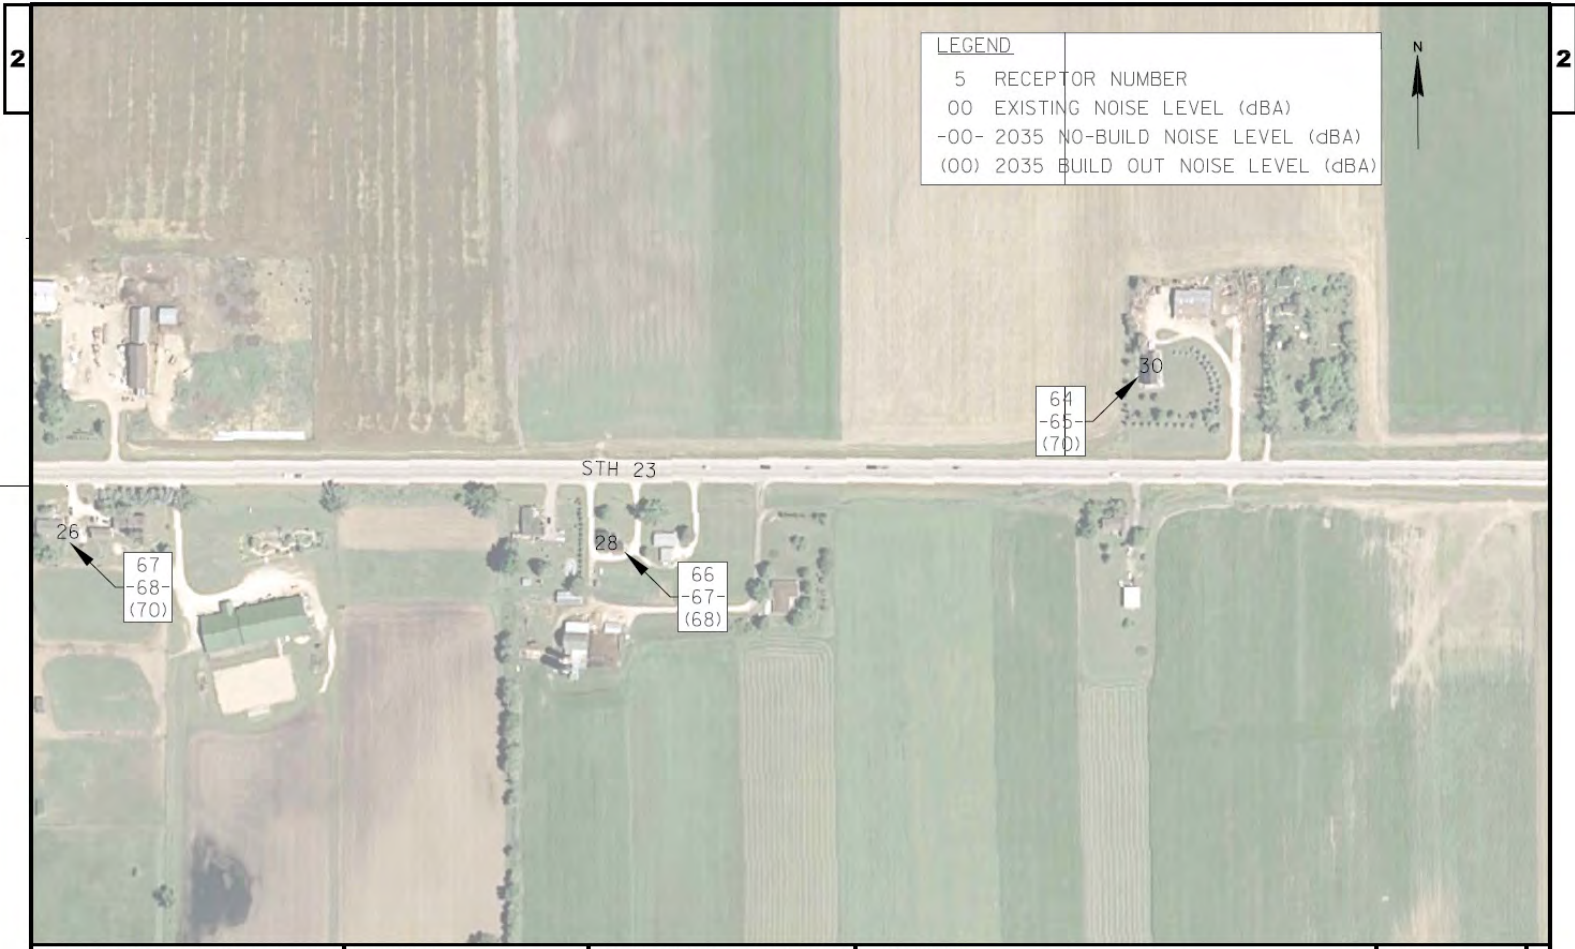 2
2
LEGEND
5 RECEPTOR NUMBER
00 EXISTING NOISE LEVEL (dBA)
-00- 2035 NO-BUILD NOISE LEVEL (dBA)
(00) 2035 BUILD OUT NOISE LEVEL (dBA)
N
30
64
-65-
(70)
STH 23
26
67
-68-
(70)
28
66
-67-
(68)